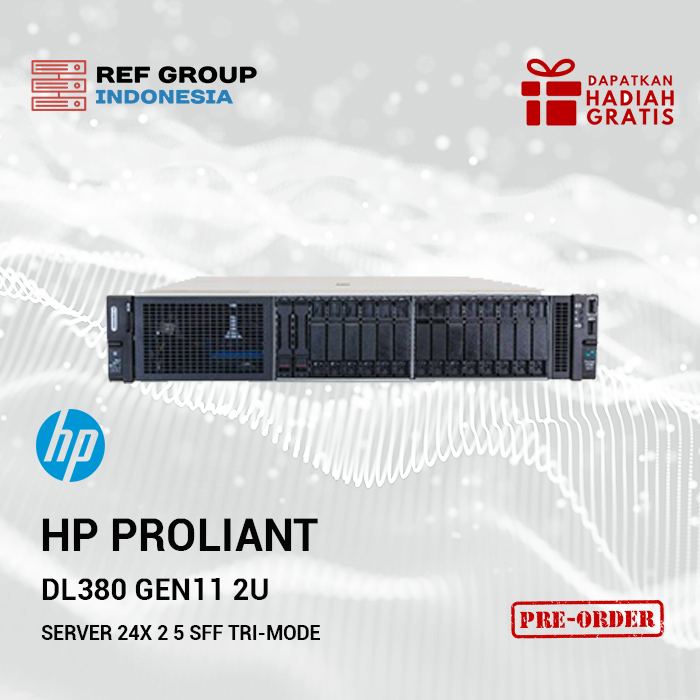 REF GROUP
INDONESIA
DAPATKAN
HADIAH
GRATIS
hp
HP PROLIANT
DL380 GEN11 2U
SERVER 24X 2 5 SFF TRI-MODE
PRE-ORDER